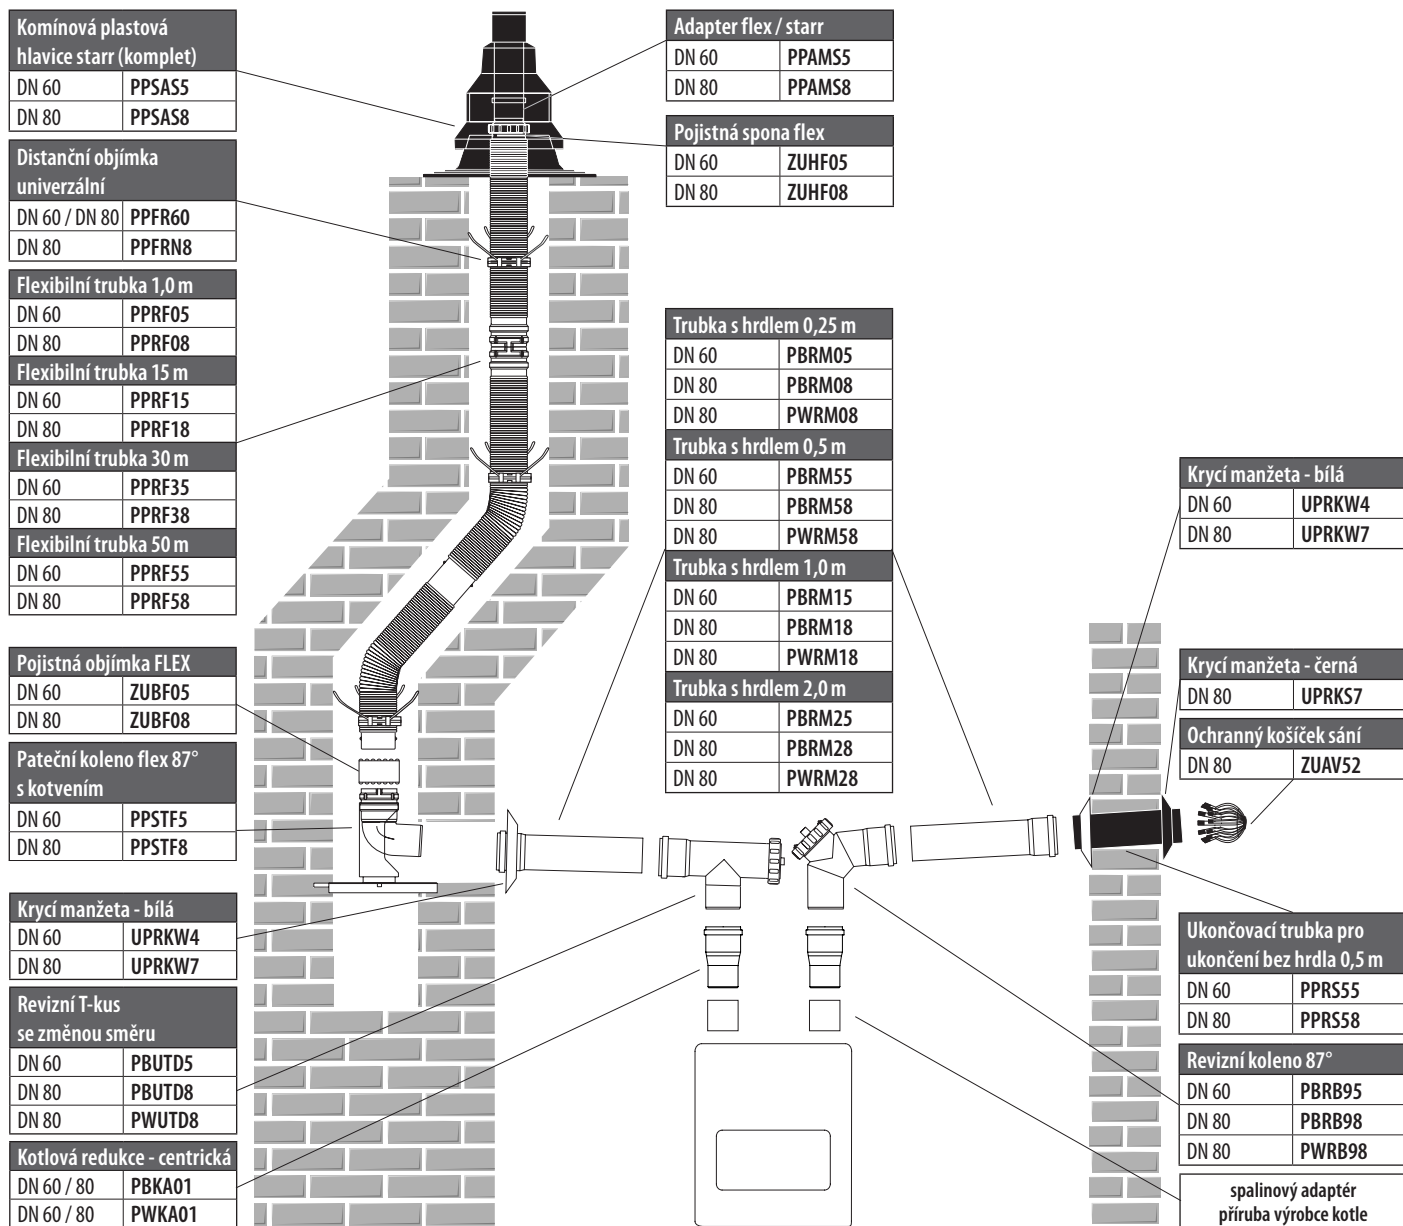 Komínová plastová
hlavice starr (komplet)
DN 60 PPSAS5
DN 80 PPSAS8
Distanční objímka
univerzální
DN 60 / DN 80 PPFR60
DN 80 PPFRN8
Flexibilní trubka 1,0 m
DN 60 PPRF05
DN 80 PPRF08
Flexibilní trubka 15 m
DN 60 PPRF15
DN 80 PPRF18
Flexibilní trubka 30 m
DN 60 PPRF35
DN 80 PPRF38
Flexibilní trubka 50 m
DN 60 PPRF55
DN 80 PPRF58
Pojistná objímka FLEX
DN 60 ZUBF05
DN 80 ZUBF08
Pateční koleno flex 87°
s kotvením
DN 60 PPSTF5
DN 80 PPSTF8
Krycí manžeta - bílá
DN 60 UPRKW4
DN 80 UPRKW7
Revizní T-kus
se změnou směru
DN 60 PBUTD5
DN 80 PBUTD8
DN 80 PWUTD8
Kotlová redukce - centrická
DN 60 / 80 PBKA01
DN 60 / 80 PWKA01
Adapter flex / starr
DN 60 PPAMS5
DN 80 PPAMS8
Pojistná spona flex
DN 60 ZUHF05
DN 80 ZUHF08
Trubka s hrdlem 0,25 m
DN 60 PBRM05
DN 80 PBRM08
DN 80 PWRM08
Trubka s hrdlem 0,5 m
DN 60 PBRM55
DN 80 PBRM58
DN 80 PWRM58
Trubka s hrdlem 1,0 m
DN 60 PBRM15
DN 80 PBRM18
DN 80 PWRM18
Trubka s hrdlem 2,0 m
DN 60 PBRM25
DN 80 PBRM28
DN 80 PWRM28
Krycí manžeta - bílá
DN 60 UPRKW4
DN 80 UPRKW7
Krycí manžeta - černá
DN 80 UPRKS7
Ochranný košíček sání
DN 80 ZUAV52
Ukončovací trubka pro
ukončení bez hrdla 0,5 m
DN 60 PPRS55
DN 80 PPRS58
Revizní koleno 87°
DN 60 PBRB95
DN 80 PBRB98
DN 80 PWRB98
spalinový adaptér
příruba výrobce kotle